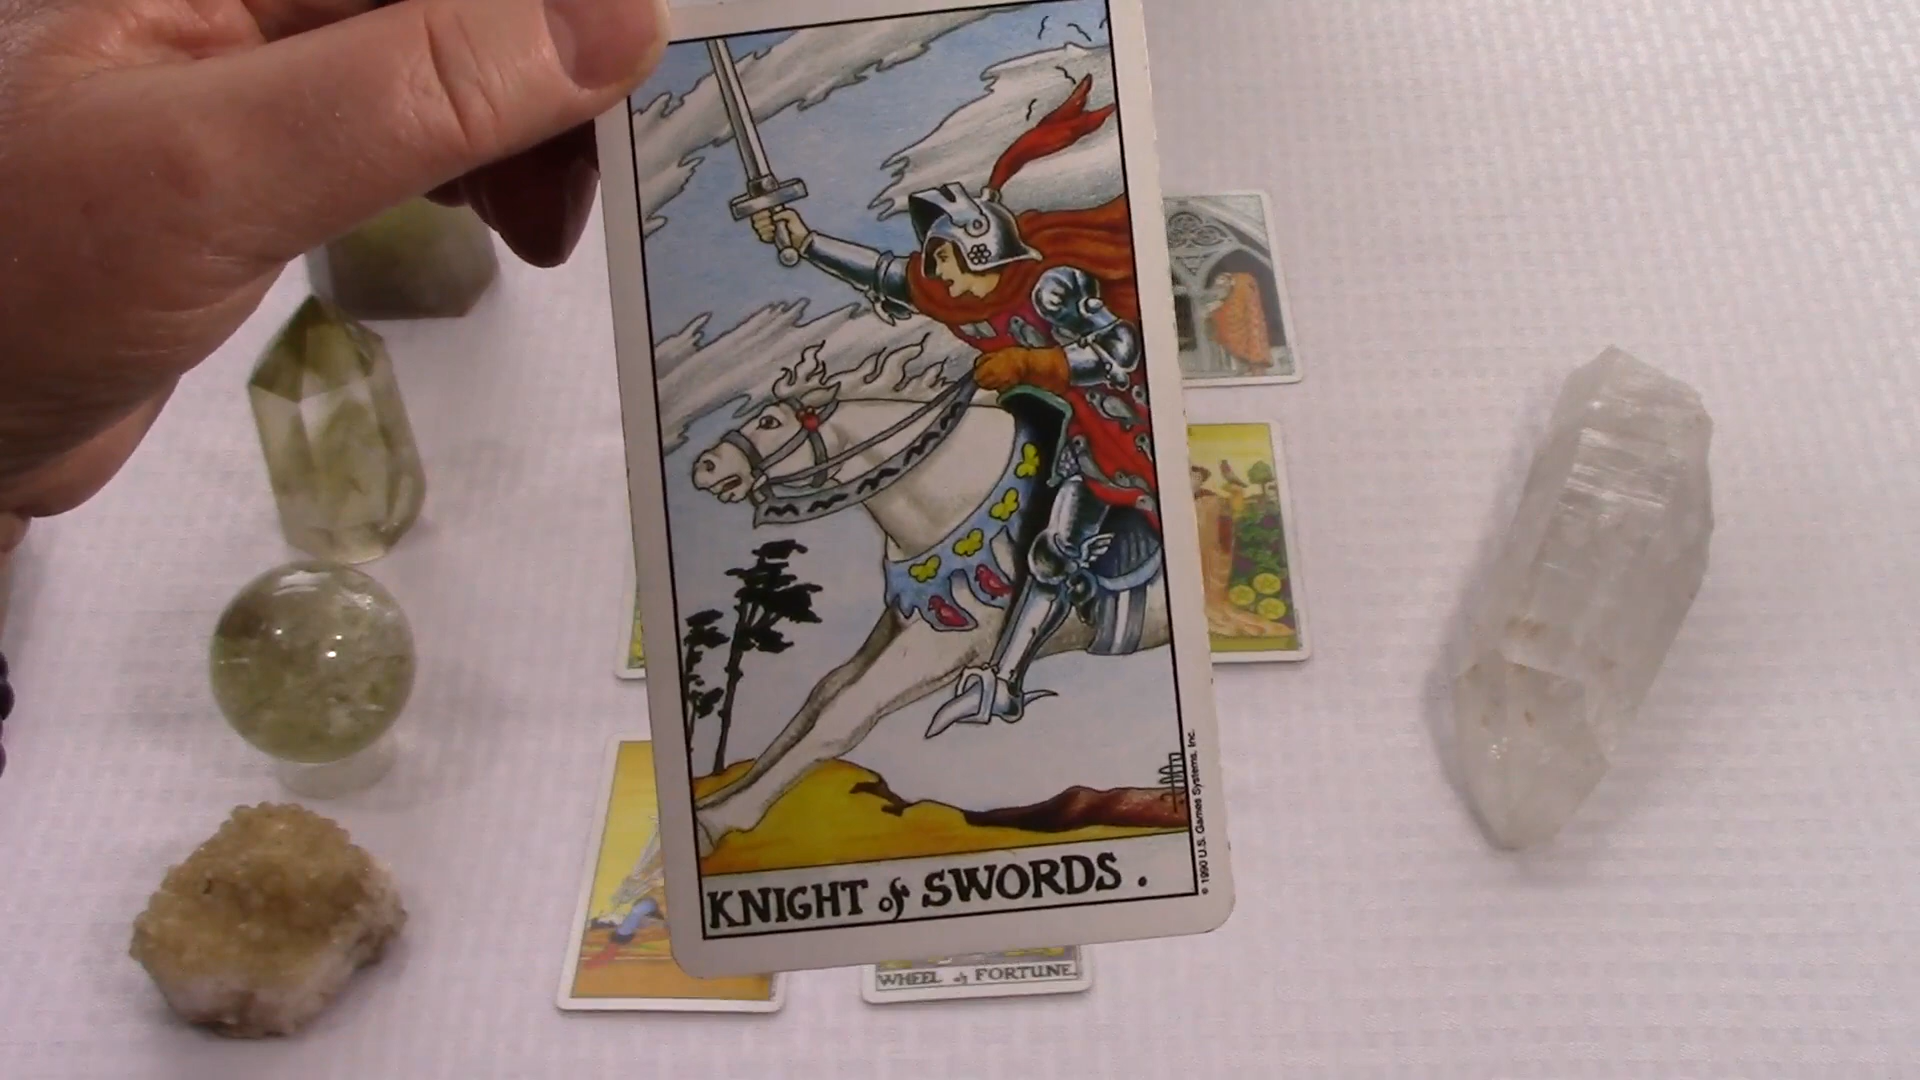 KNIGHT of SWORDS.
© 1990 U.S. Games Systems, Inc.
WHEEL of FORTUNE.